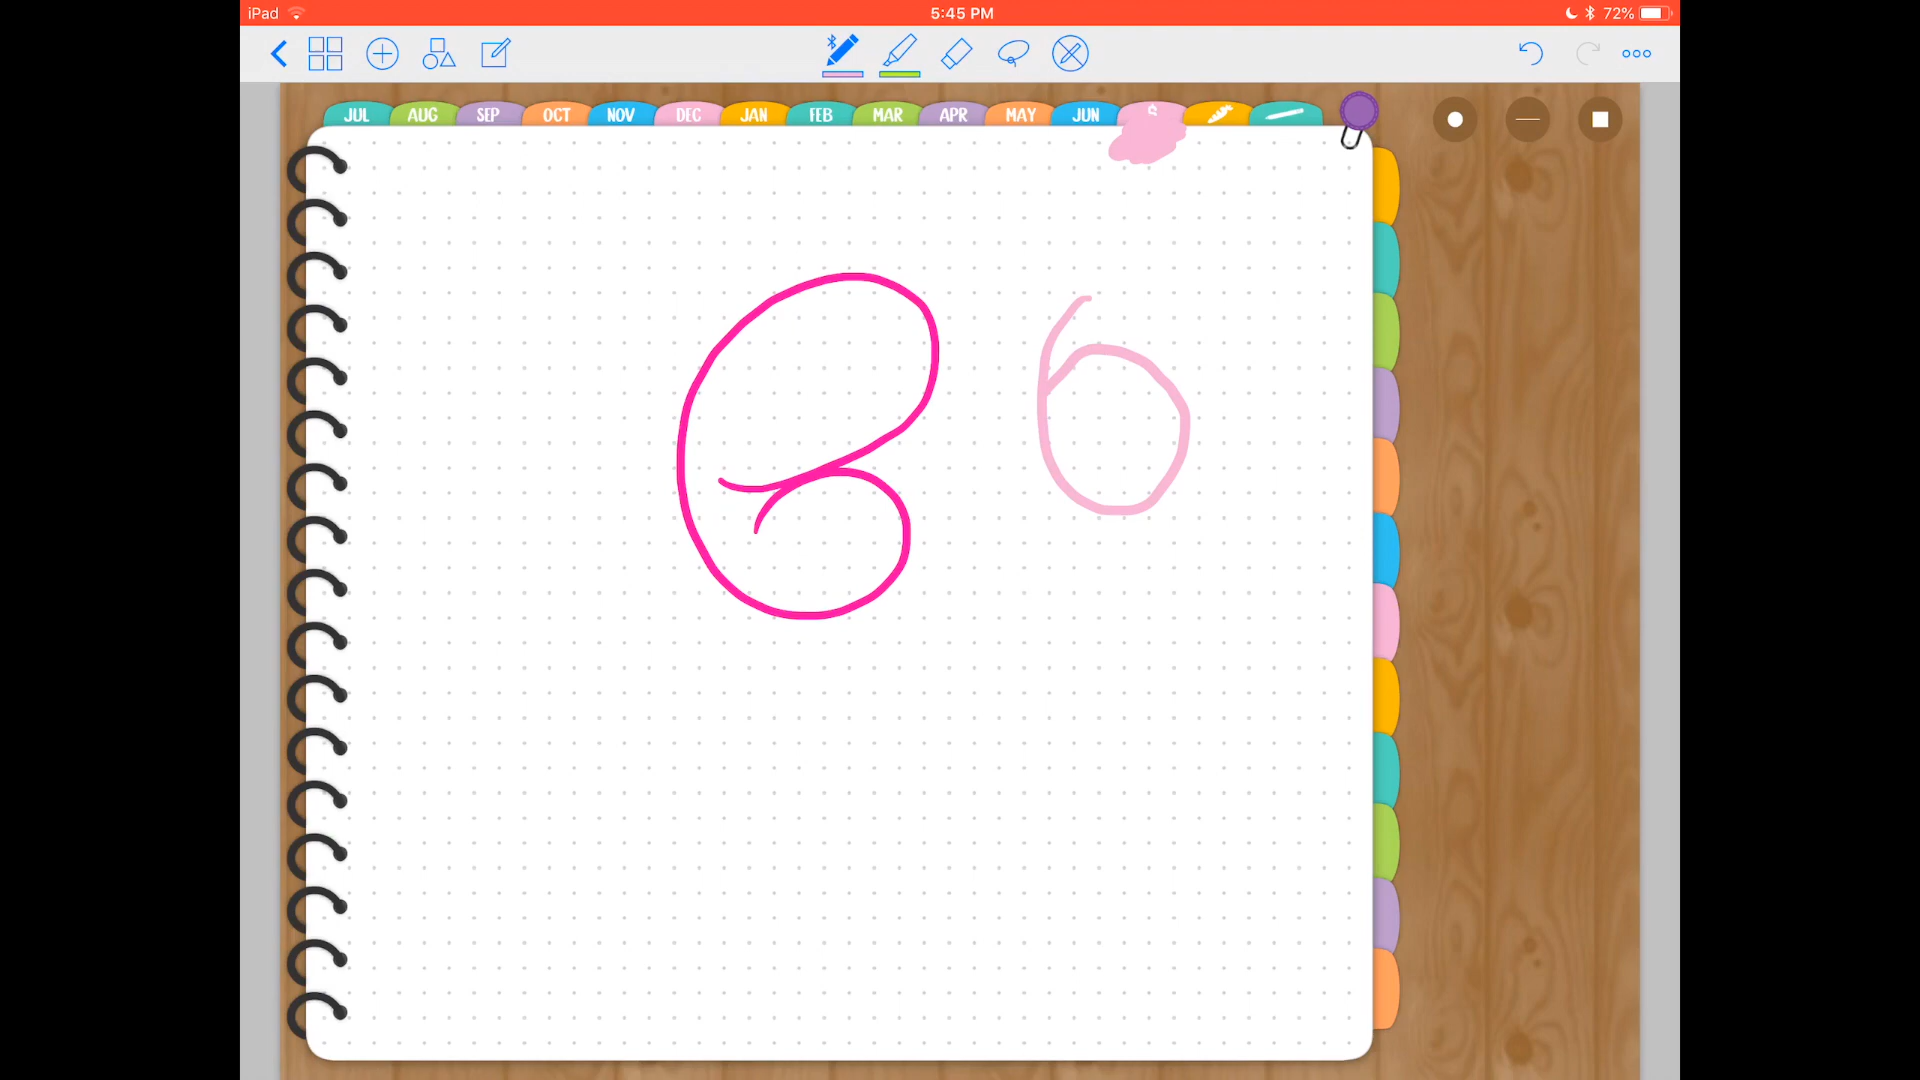 iPad 5:45 PM 72%
JUL AUG SEP OCT NOV DEC JAN FEB MAR APR MAY JUN $
6